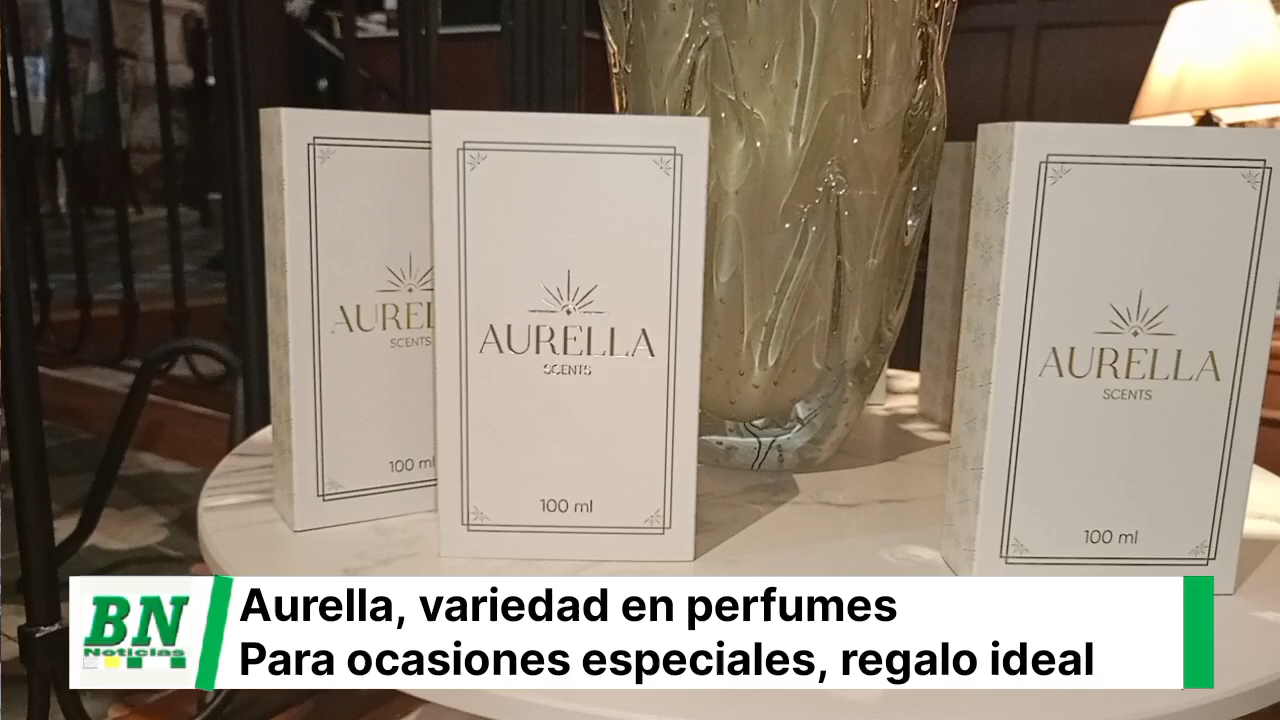 AUREL
SCENTS
100 ml
AURELLA
SCENTS
100 ml
AURELLA
SCENTS
100 ml
BN
Noticias
Aurella, variedad en perfumes
Para ocasiones especiales, regalo ideal